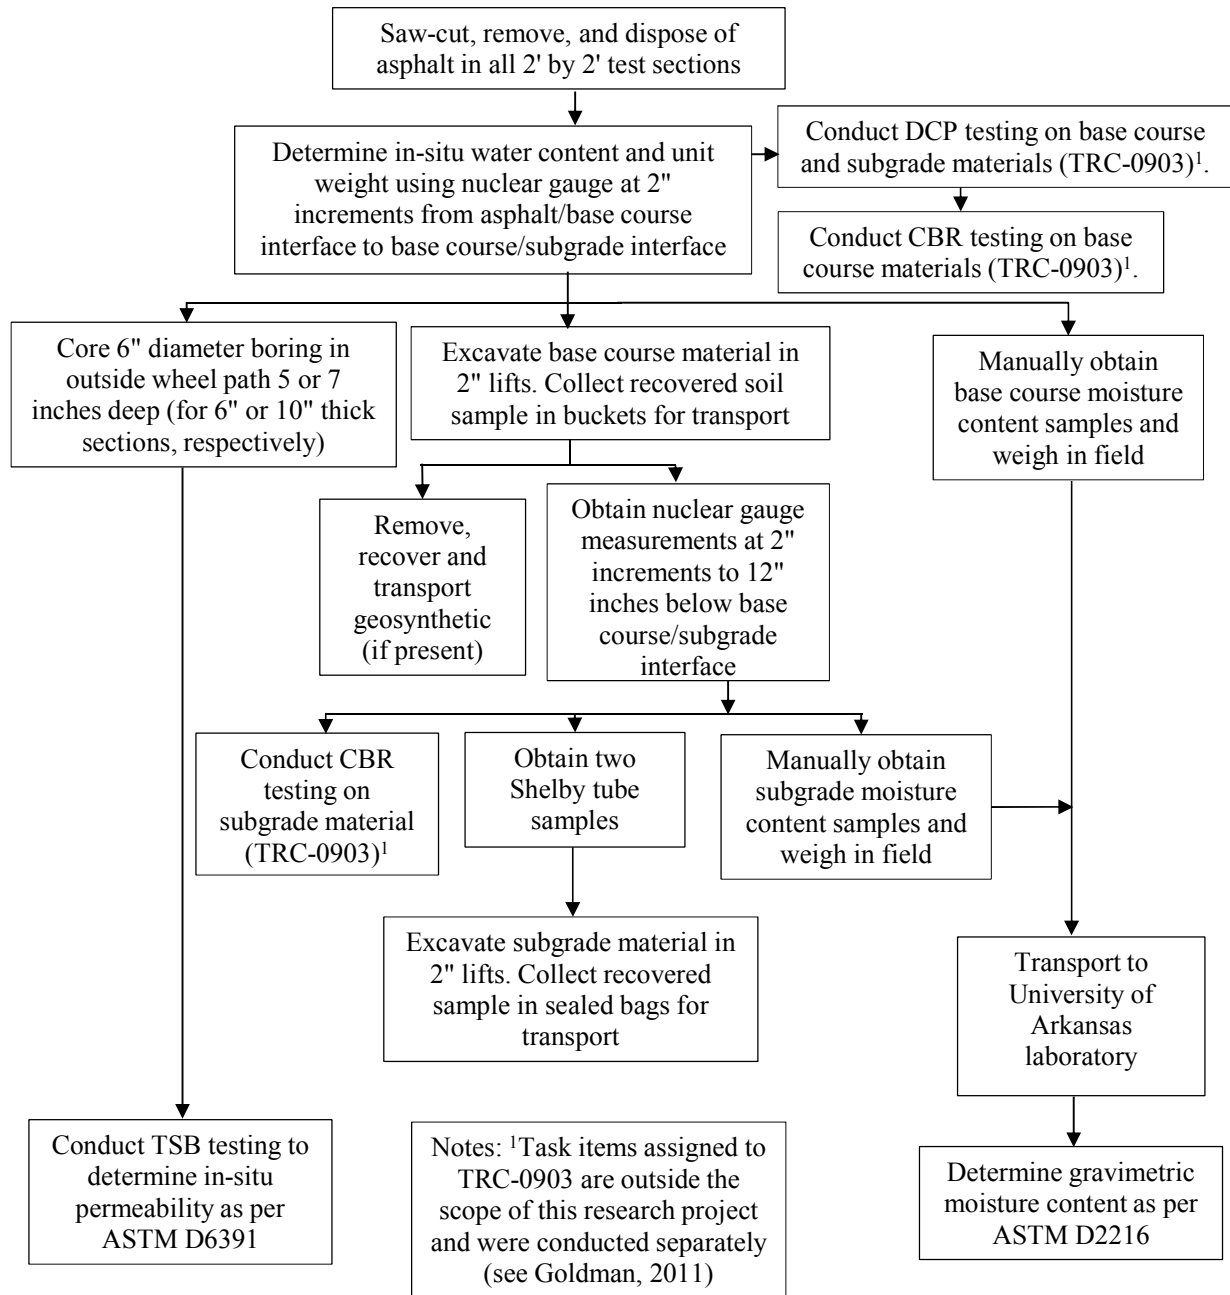 Saw-cut, remove, and dispose of
asphalt in all 2' by 2' test sections
Determine in-situ water content and unit
weight using nuclear gauge at 2"
increments from asphalt/base course
interface to base course/subgrade interface
Conduct DCP testing on base course
and subgrade materials (TRC-0903)¹.
Conduct CBR testing on base
course materials (TRC-0903)¹.
Core 6" diameter boring in
outside wheel path 5 or 7
inches deep (for 6" or 10" thick
sections, respectively)
Excavate base course material in
2" lifts. Collect recovered soil
sample in buckets for transport
Manually obtain
base course moisture
content samples and
weigh in field
Remove,
recover and
transport
geosynthetic
(if present)
Obtain nuclear gauge
measurements at 2"
increments to 12"
inches below base
course/subgrade
interface
Conduct CBR
testing on
subgrade material
(TRC-0903)¹
Obtain two
Shelby tube
samples
Manually obtain
subgrade moisture
content samples and
weigh in field
Excavate subgrade material in
2" lifts. Collect recovered
sample in sealed bags for
transport
Transport to
University of
Arkansas
laboratory
Conduct TSB testing to
determine in-situ
permeability as per
ASTM D6391
Notes: ¹Task items assigned to
TRC-0903 are outside the
scope of this research project
and were conducted separately
(see Goldman, 2011)
Determine gravimetric
moisture content as per
ASTM D2216